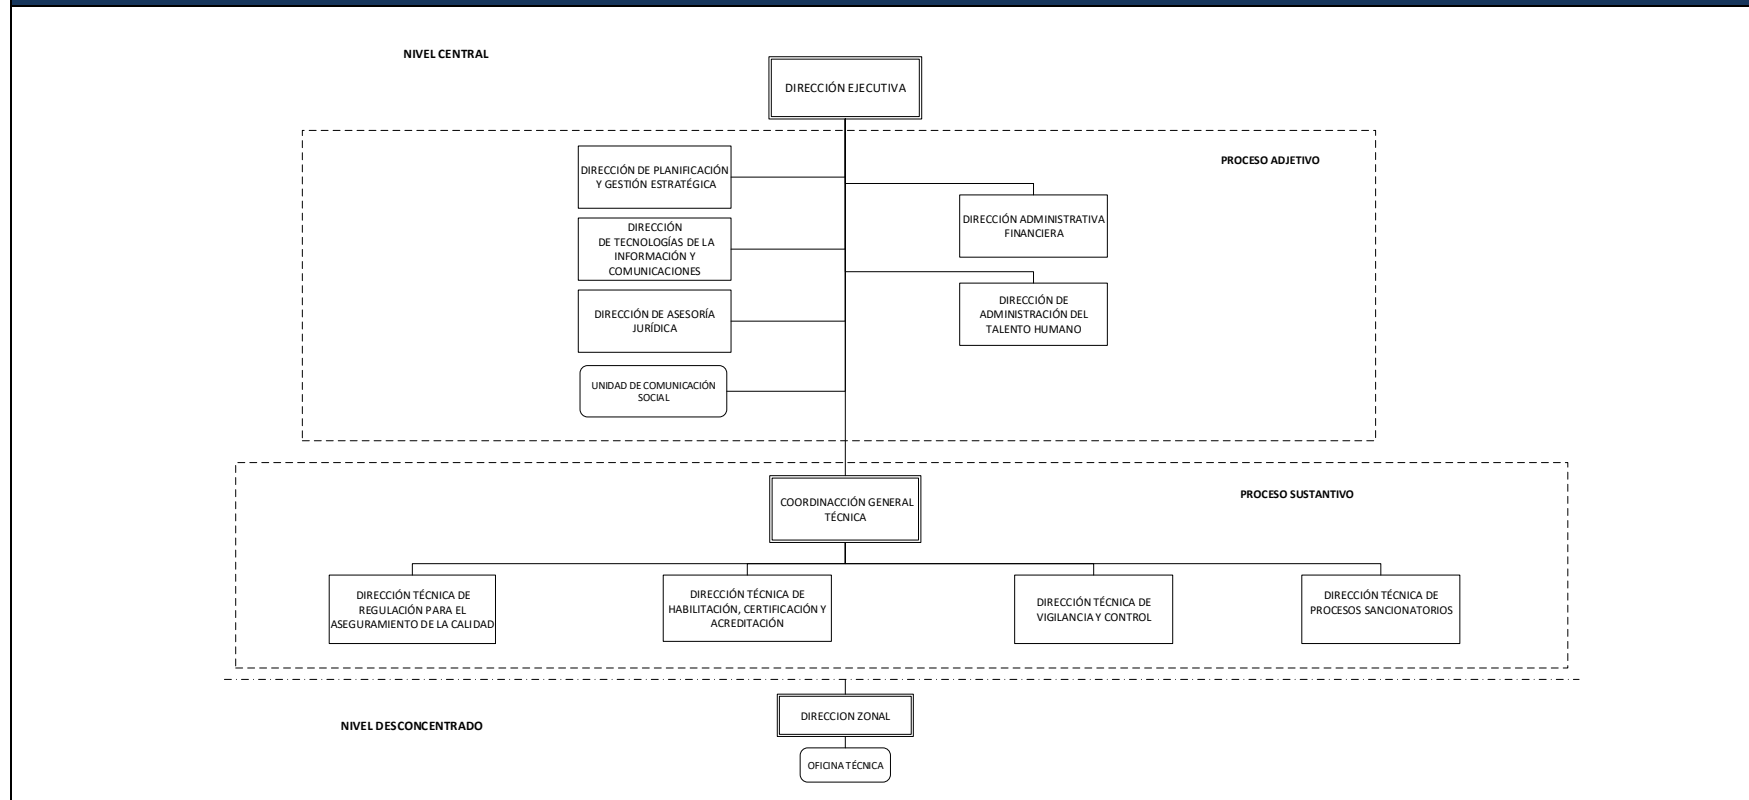 NIVEL CENTRAL
DIRECCIÓN EJECUTIVA
PROCESO ADJETIVO
DIRECCIÓN DE PLANIFICACIÓN
Y GESTIÓN ESTRATÉGICA
DIRECCIÓN ADMINISTRATIVA
FINANCIERA
DIRECCIÓN
DE TECNOLOGÍAS DE LA
INFORMACIÓN Y
COMUNICACIONES
DIRECCIÓN DE
ADMINISTRACIÓN DEL
TALENTO HUMANO
DIRECCIÓN DE ASESORÍA
JURÍDICA
UNIDAD DE COMUNICACIÓN
SOCIAL
PROCESO SUSTANTIVO
COORDINACCIÓN GENERAL
TÉCNICA
DIRECCIÓN TÉCNICA DE
REGULACIÓN PARA EL
ASEGURAMIENTO DE LA CALIDAD
DIRECCIÓN TÉCNICA DE
HABILITACIÓN, CERTIFICACIÓN Y
ACREDITACIÓN
DIRECCIÓN TÉCNICA DE
VIGILANCIA Y CONTROL
DIRECCIÓN TÉCNICA DE
PROCESOS SANCIONATORIOS
NIVEL DESCONCENTRADO
DIRECCION ZONAL
OFICINA TÉCNICA